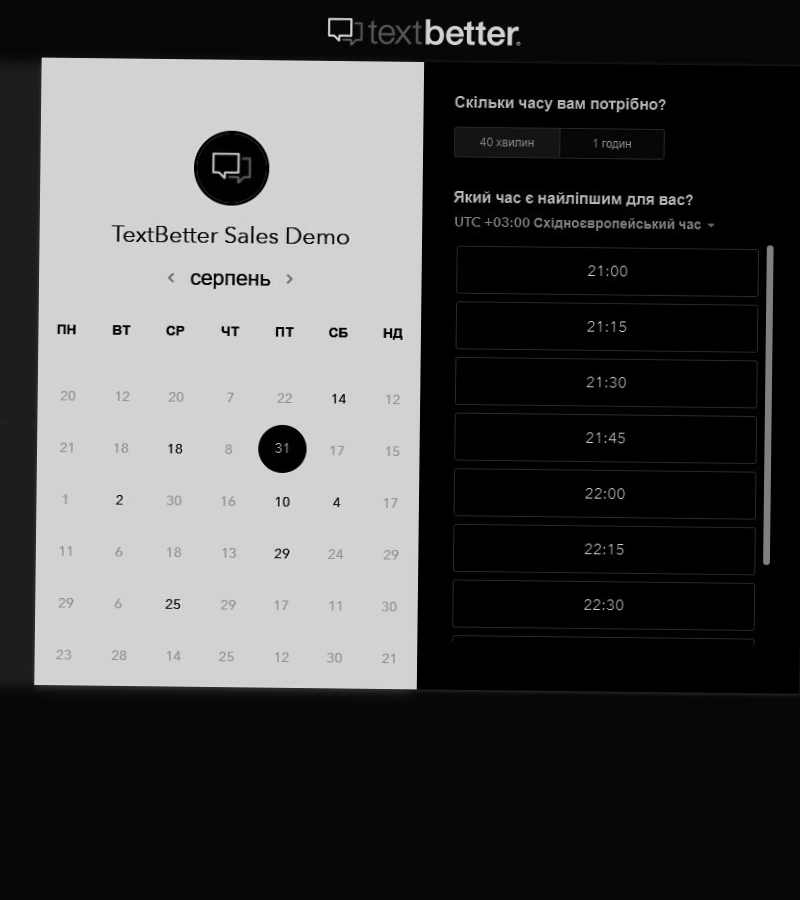 textbetter
TextBetter Sales Demo
серпень
ПН ВТ СР ЧТ ПТ СБ НД
20 12 20 7 22 14 12
21 18 18 8 31 17 15
1 2 30 16 10 4 17
11 6 18 13 29 24 29
29 6 25 29 17 11 30
23 28 14 25 12 30 21
Скільки часу вам потрібно?
40 хвилин 1 годин
Який час є найліпшим для вас?
UTC +03:00 Східноєвропейський час
21:00
21:15
21:30
21:45
22:00
22:15
22:30